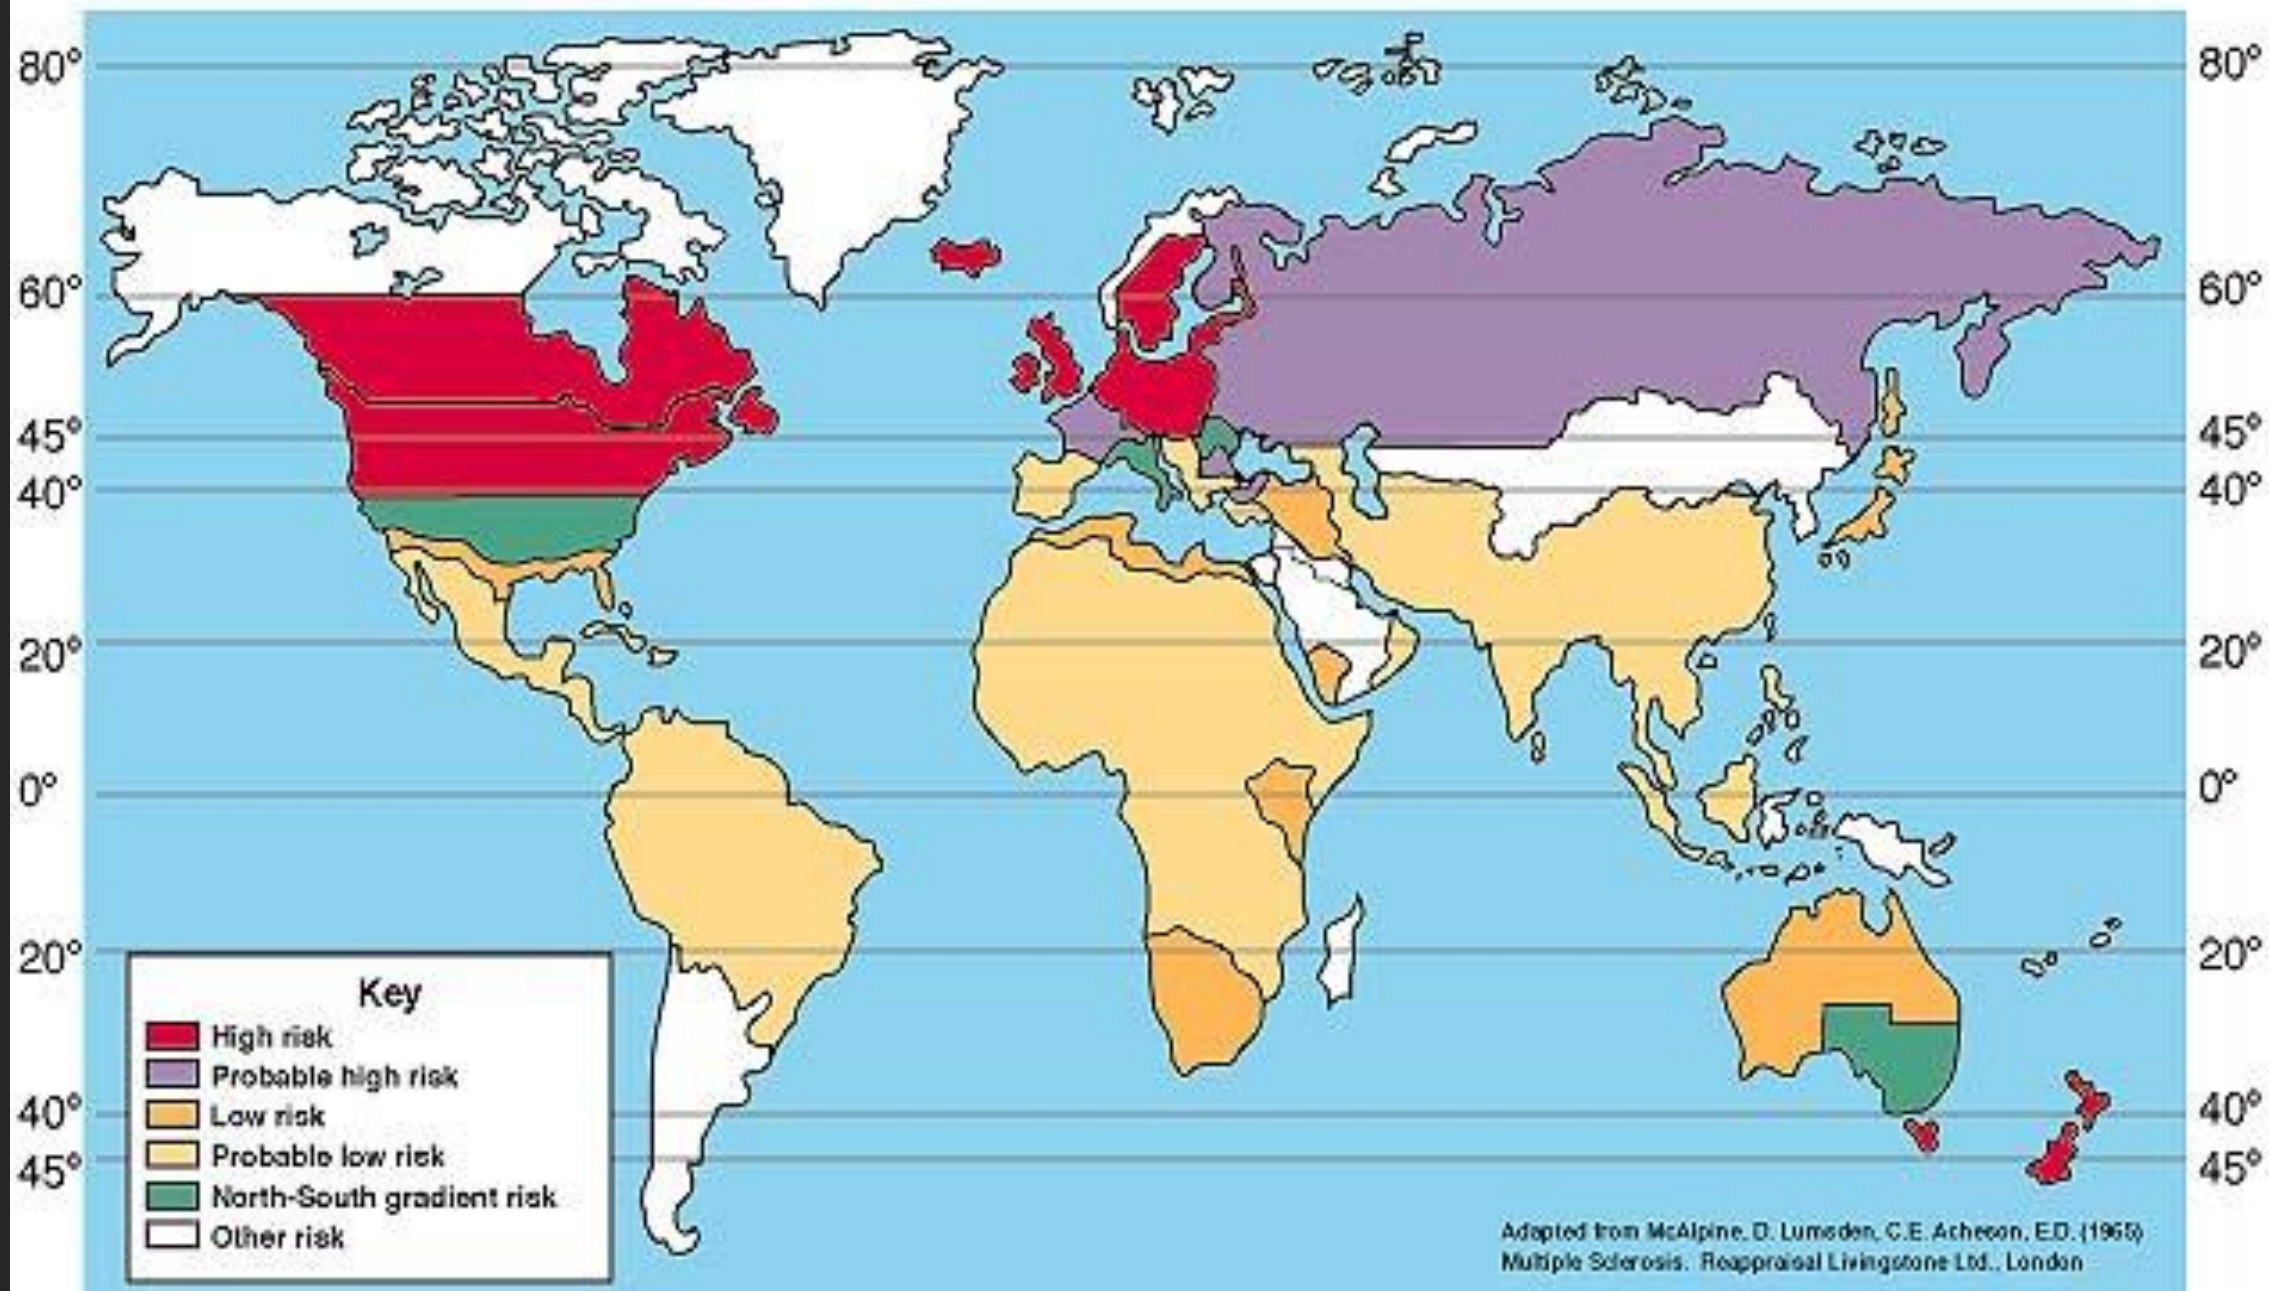 80°
60°
45°
40°
20°
0°
20°
40°
45°
80°
60°
45°
40°
20°
0°
20°
40°
45°
Key
High risk
Probable high risk
Low risk
Probable low risk
North-South gradient risk
Other risk
Adapted from McAlpine, D. Lumsden, C.E. Acheson, E.D. (1965)
Multiple Sclerosis. Reappraisal Livingstone Ltd., London